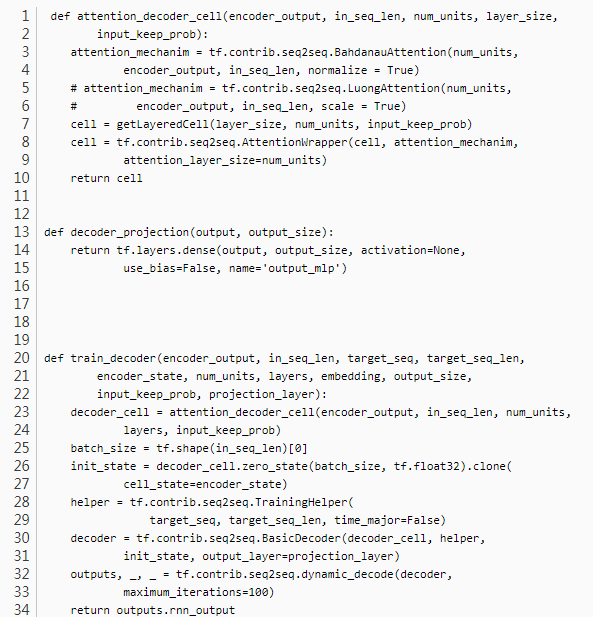 1 def attention_decoder_cell(encoder_output, in_seq_len, num_units, layer_size,
2         input_keep_prob):
3     attention_mechanim = tf.contrib.seq2seq.BahdanauAttention(num_units,
4             encoder_output, in_seq_len, normalize = True)
5     # attention_mechanim = tf.contrib.seq2seq.LuongAttention(num_units,
6     #         encoder_output, in_seq_len, scale = True)
7     cell = getLayeredCell(layer_size, num_units, input_keep_prob)
8     cell = tf.contrib.seq2seq.AttentionWrapper(cell, attention_mechanim,
9             attention_layer_size=num_units)
10     return cell
11
12
13 def decoder_projection(output, output_size):
14     return tf.layers.dense(output, output_size, activation=None,
15             use_bias=False, name='output_mlp')
16
17
18
19
20 def train_decoder(encoder_output, in_seq_len, target_seq, target_seq_len,
21         encoder_state, num_units, layers, embedding, output_size,
22         input_keep_prob, projection_layer):
23     decoder_cell = attention_decoder_cell(encoder_output, in_seq_len, num_units,
24             layers, input_keep_prob)
25     batch_size = tf.shape(in_seq_len)[0]
26     init_state = decoder_cell.zero_state(batch_size, tf.float32).clone(
27             cell_state=encoder_state)
28     helper = tf.contrib.seq2seq.TrainingHelper(
29                 target_seq, target_seq_len, time_major=False)
30     decoder = tf.contrib.seq2seq.BasicDecoder(decoder_cell, helper,
31             init_state, output_layer=projection_layer)
32     outputs, _, _ = tf.contrib.seq2seq.dynamic_decode(decoder,
33             maximum_iterations=100)
34     return outputs.rnn_output